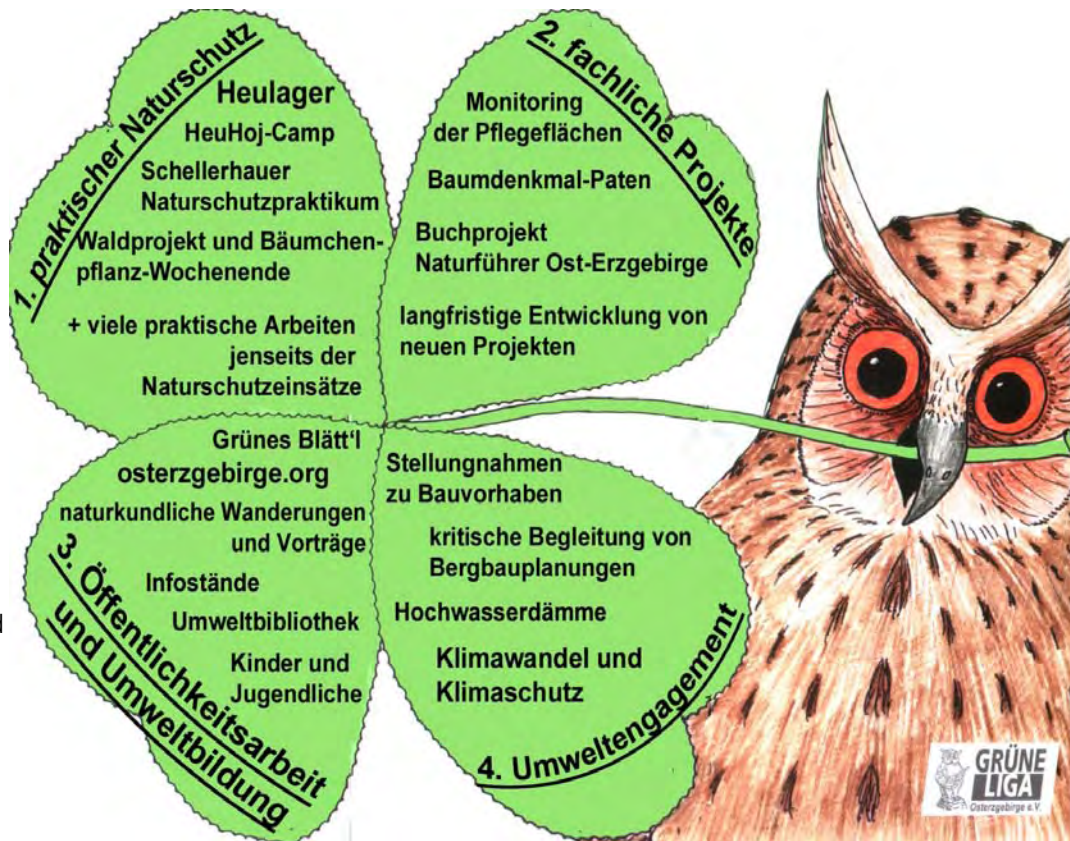 1. praktischer Naturschutz
Heulager
HeuHoj-Camp
Schellerhauer
Naturschutzpraktikum
Waldprojekt und Bäumchen-
pflanz-Wochenende
+ viele praktische Arbeiten
jenseits der
Naturschutzeinsätze
2. fachliche Projekte
Monitoring
der Pflegeflächen
Baumdenkmal-Paten
Buchprojekt
Naturführer Ost-Erzgebirge
langfristige Entwicklung von
neuen Projekten
Grünes Blätt'l
osterzgebirge.org
naturkundliche Wanderungen
und Vorträge
Infostände
Umweltbibliothek
Kinder und
Jugendliche
3. Öffentlichkeitsarbeit
und Umweltbildung
Stellungnahmen
zu Bauvorhaben
kritische Begleitung von
Bergbauplanungen
Hochwasserdämme
Klimawandel und
Klimaschutz
4. Umweltengagement
GRÜNE
LIGA
Osterzgebirge e.V.